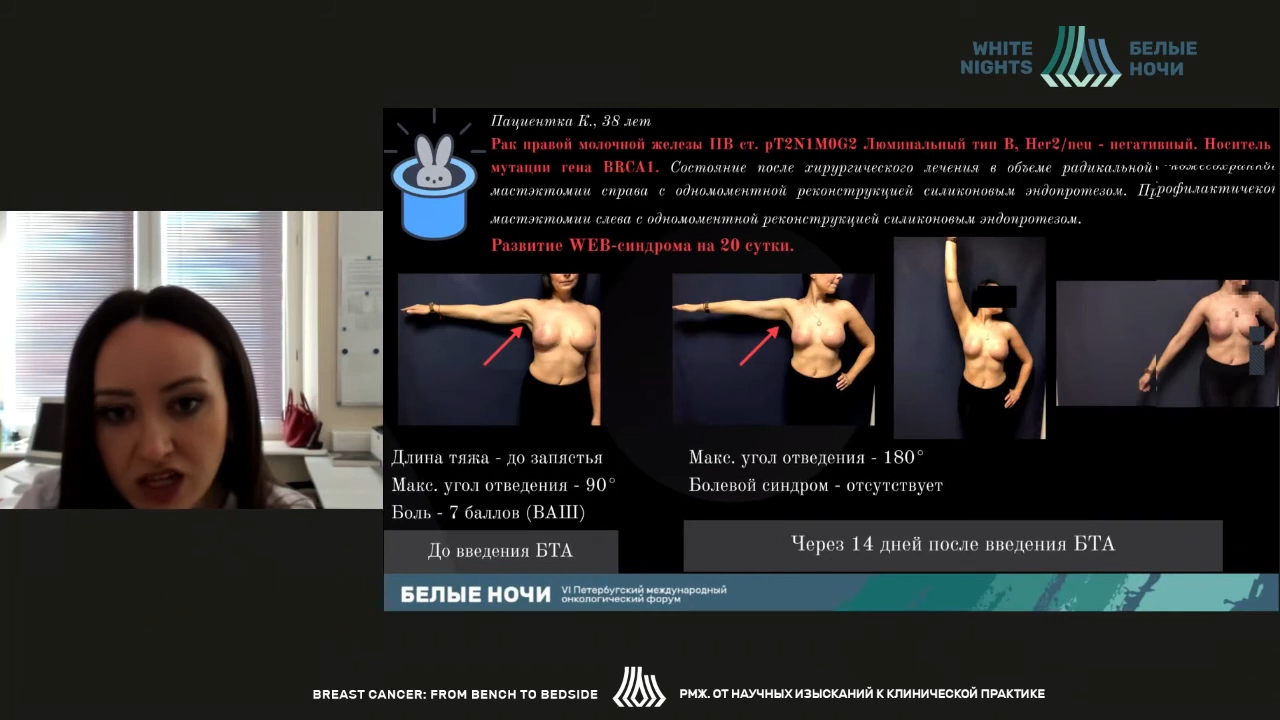 WHITE
NIGHTS
БЕЛЫЕ
НОЧИ
Пациентка К., 38 лет
Рак правой молочной железы IIB ст. pT2N1M0G2 Люминальный тип B, Her2/neu - негативный. Носитель
мутации гена BRCA1. Состояние после хирургического лечения в объеме радикальной
мастэктомии справа с одномоментной реконструкцией силиконовым эндопротезом.
мастэктомии слева с одномоментной реконструкцией силиконовым эндопротезом.
Развитие WEB-синдрома на 20 сутки.
Длина тяжа - до запястья
Макс. угол отведения - 90°
Боль - 7 баллов (ВАШ)
До введения БТА
Макс. угол отведения - 180°
Болевой синдром - отсутствует
Через 14 дней после введения БТА
БЕЛЫЕ НОЧИ
VI Петербугский международный
онкологический форум
BREAST CANCER: FROM BENCH TO BEDSIDE
РМЖ. ОТ НАУЧНЫХ ИЗЫСКАНИЙ К КЛИНИЧЕСКОЙ ПРАКТИКЕ